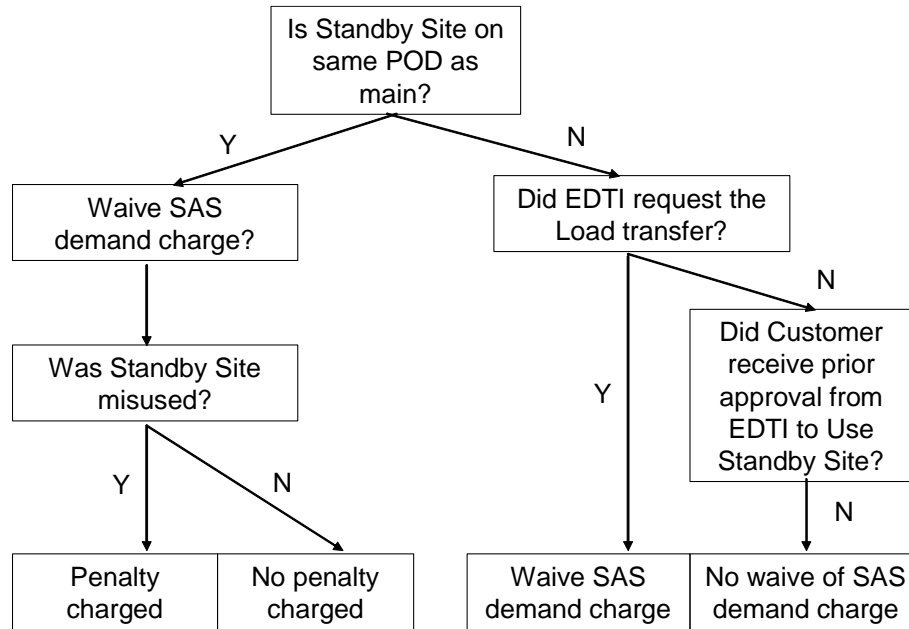 Is Standby Site on
same POD as
main?
Y
N
Waive SAS
demand charge?
Did EDTI request the
Load transfer?
N
Was Standby Site
misused?
Did Customer
receive prior
approval from
EDTI to Use
Standby Site?
Y
Y
N
N
Penalty
charged
No penalty
charged
Waive SAS
demand charge
No waive of SAS
demand charge